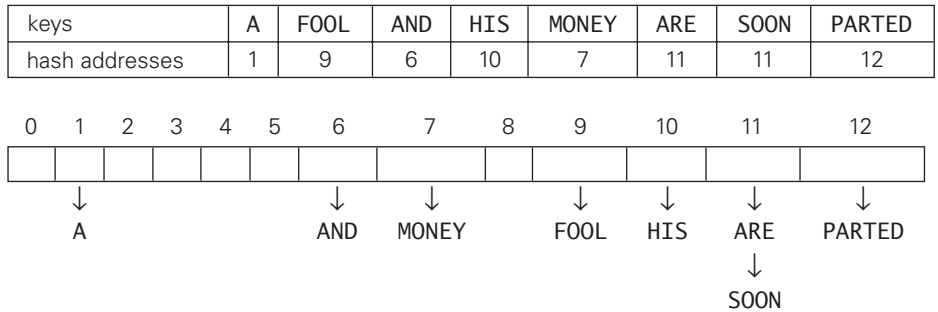 keys A FOOL AND HIS MONEY ARE SOON PARTED
hash addresses 1 9 6 10 7 11 11 12
0 1 2 3 4 5 6 7 8 9 10 11 12
A AND MONEY FOOL HIS ARE PARTED
SOON